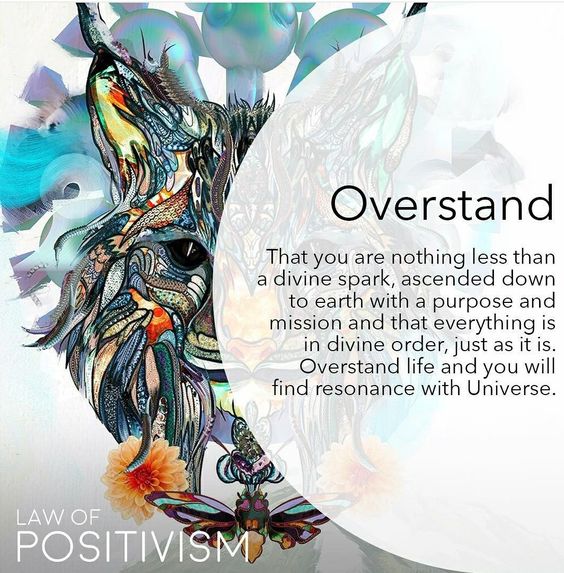 Overstand
That you are nothing less than
a divine spark, ascended down
to earth with a purpose and
mission and that everything is
in divine order, just as it is.
Overstand life and you will
find resonance with Universe.
LAW OF
POSITIVISM